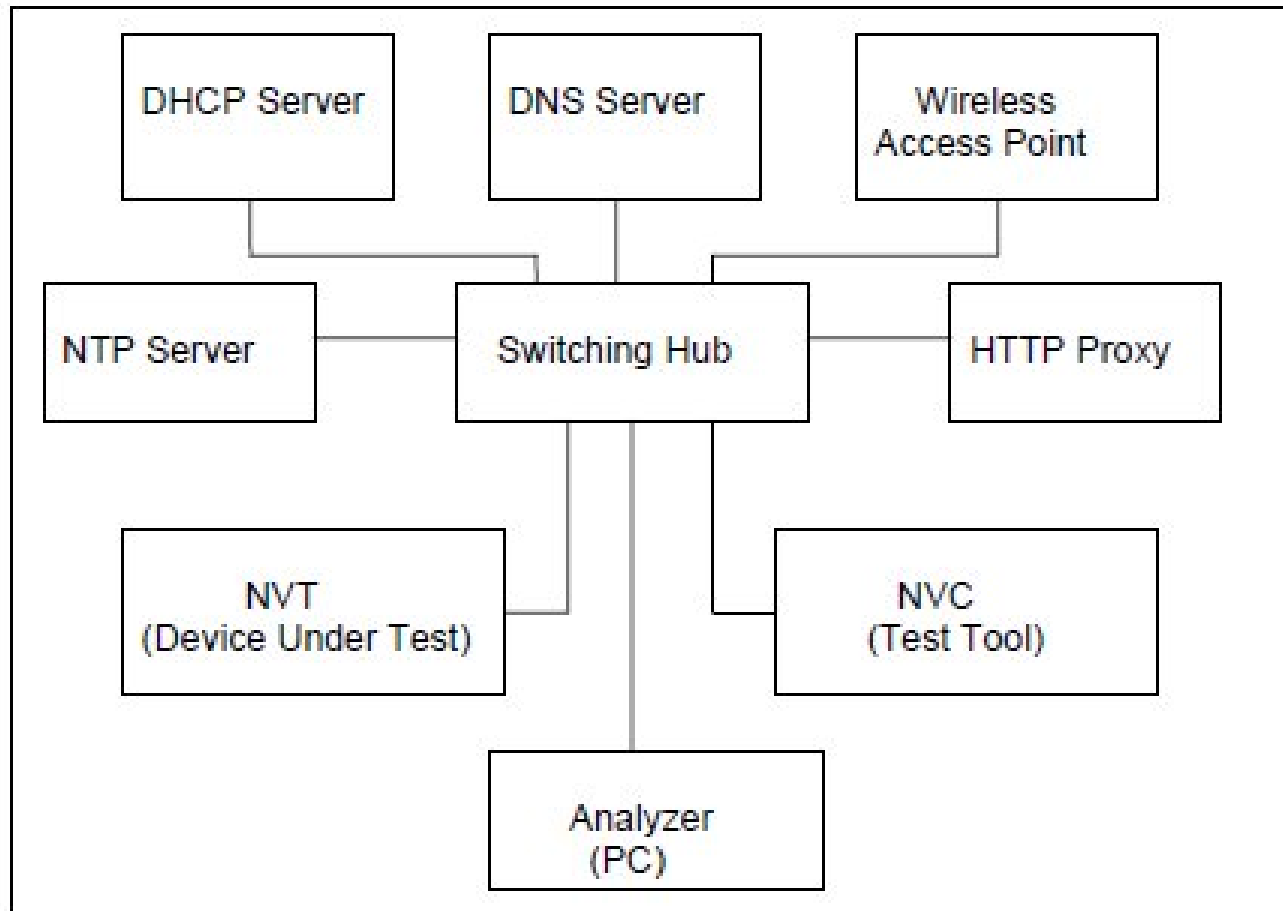 DHCP Server
DNS Server
Wireless
Access Point
NTP Server
Switching Hub
HTTP Proxy
NVT
(Device Under Test)
NVC
(Test Tool)
Analyzer
(PC)